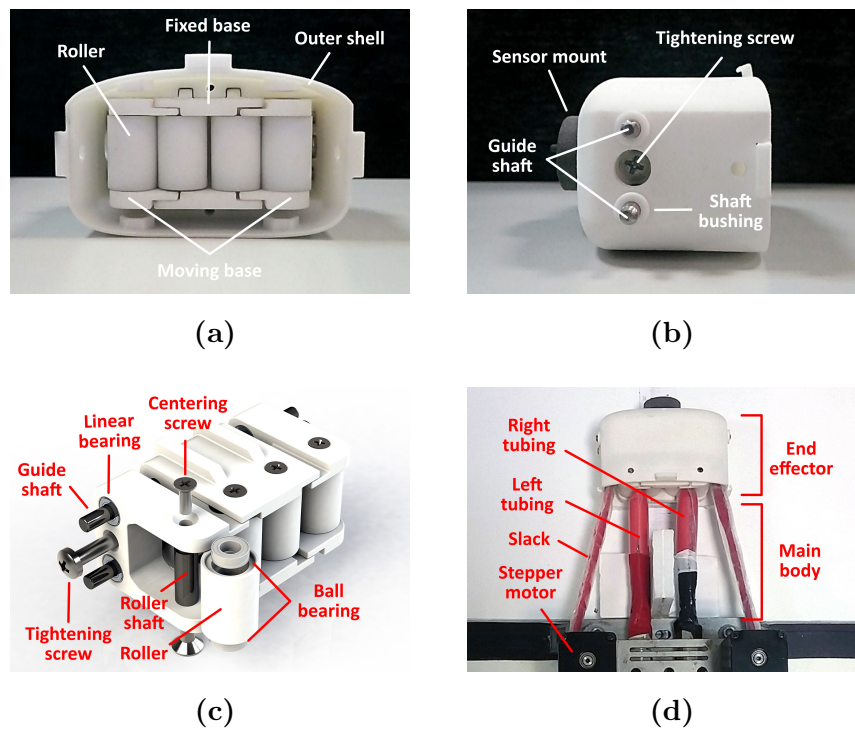 Fixed base
Roller
Outer shell
Moving base
Tightening screw
Sensor mount
Guide
shaft
Shaft
bushing
(a)
(b)
Centering
screw
Linear
bearing
Guide
shaft
Roller
shaft
Ball
bearing
Tightening
screw
Roller
Right
tubing
End
effector
Left
tubing
Slack
Main
body
Stepper
motor
(c)
(d)